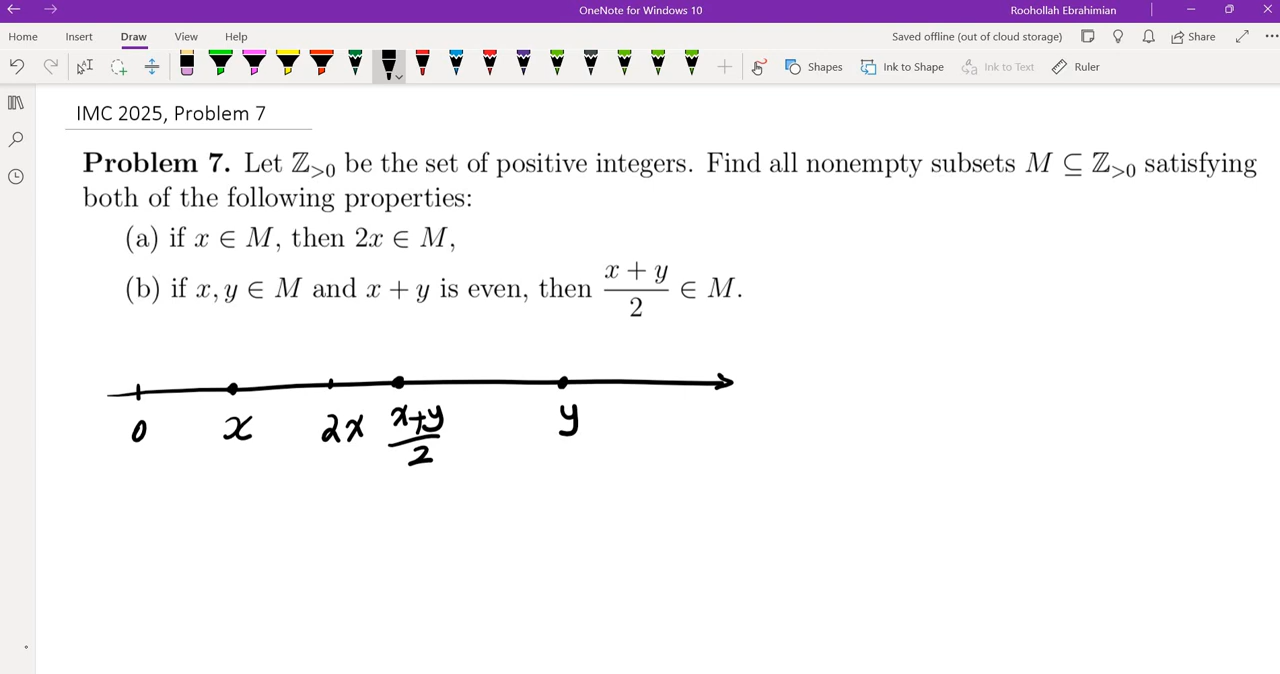 OneNote for Windows 10
Roohollah Ebrahimian
Home Insert Draw View Help
Saved offline (out of cloud storage)
Share
Shapes
Ink to Shape
Ink to Text
Ruler
IMC 2025, Problem 7
Problem 7. Let ℤ>0 be the set of positive integers. Find all nonempty subsets M ⊆ ℤ>0 satisfying
both of the following properties:
(a) if x ∈ M, then 2x ∈ M,
(b) if x, y ∈ M and x + y is even, then (x + y)/2 ∈ M.
0 x 2x (x+y)/2 y